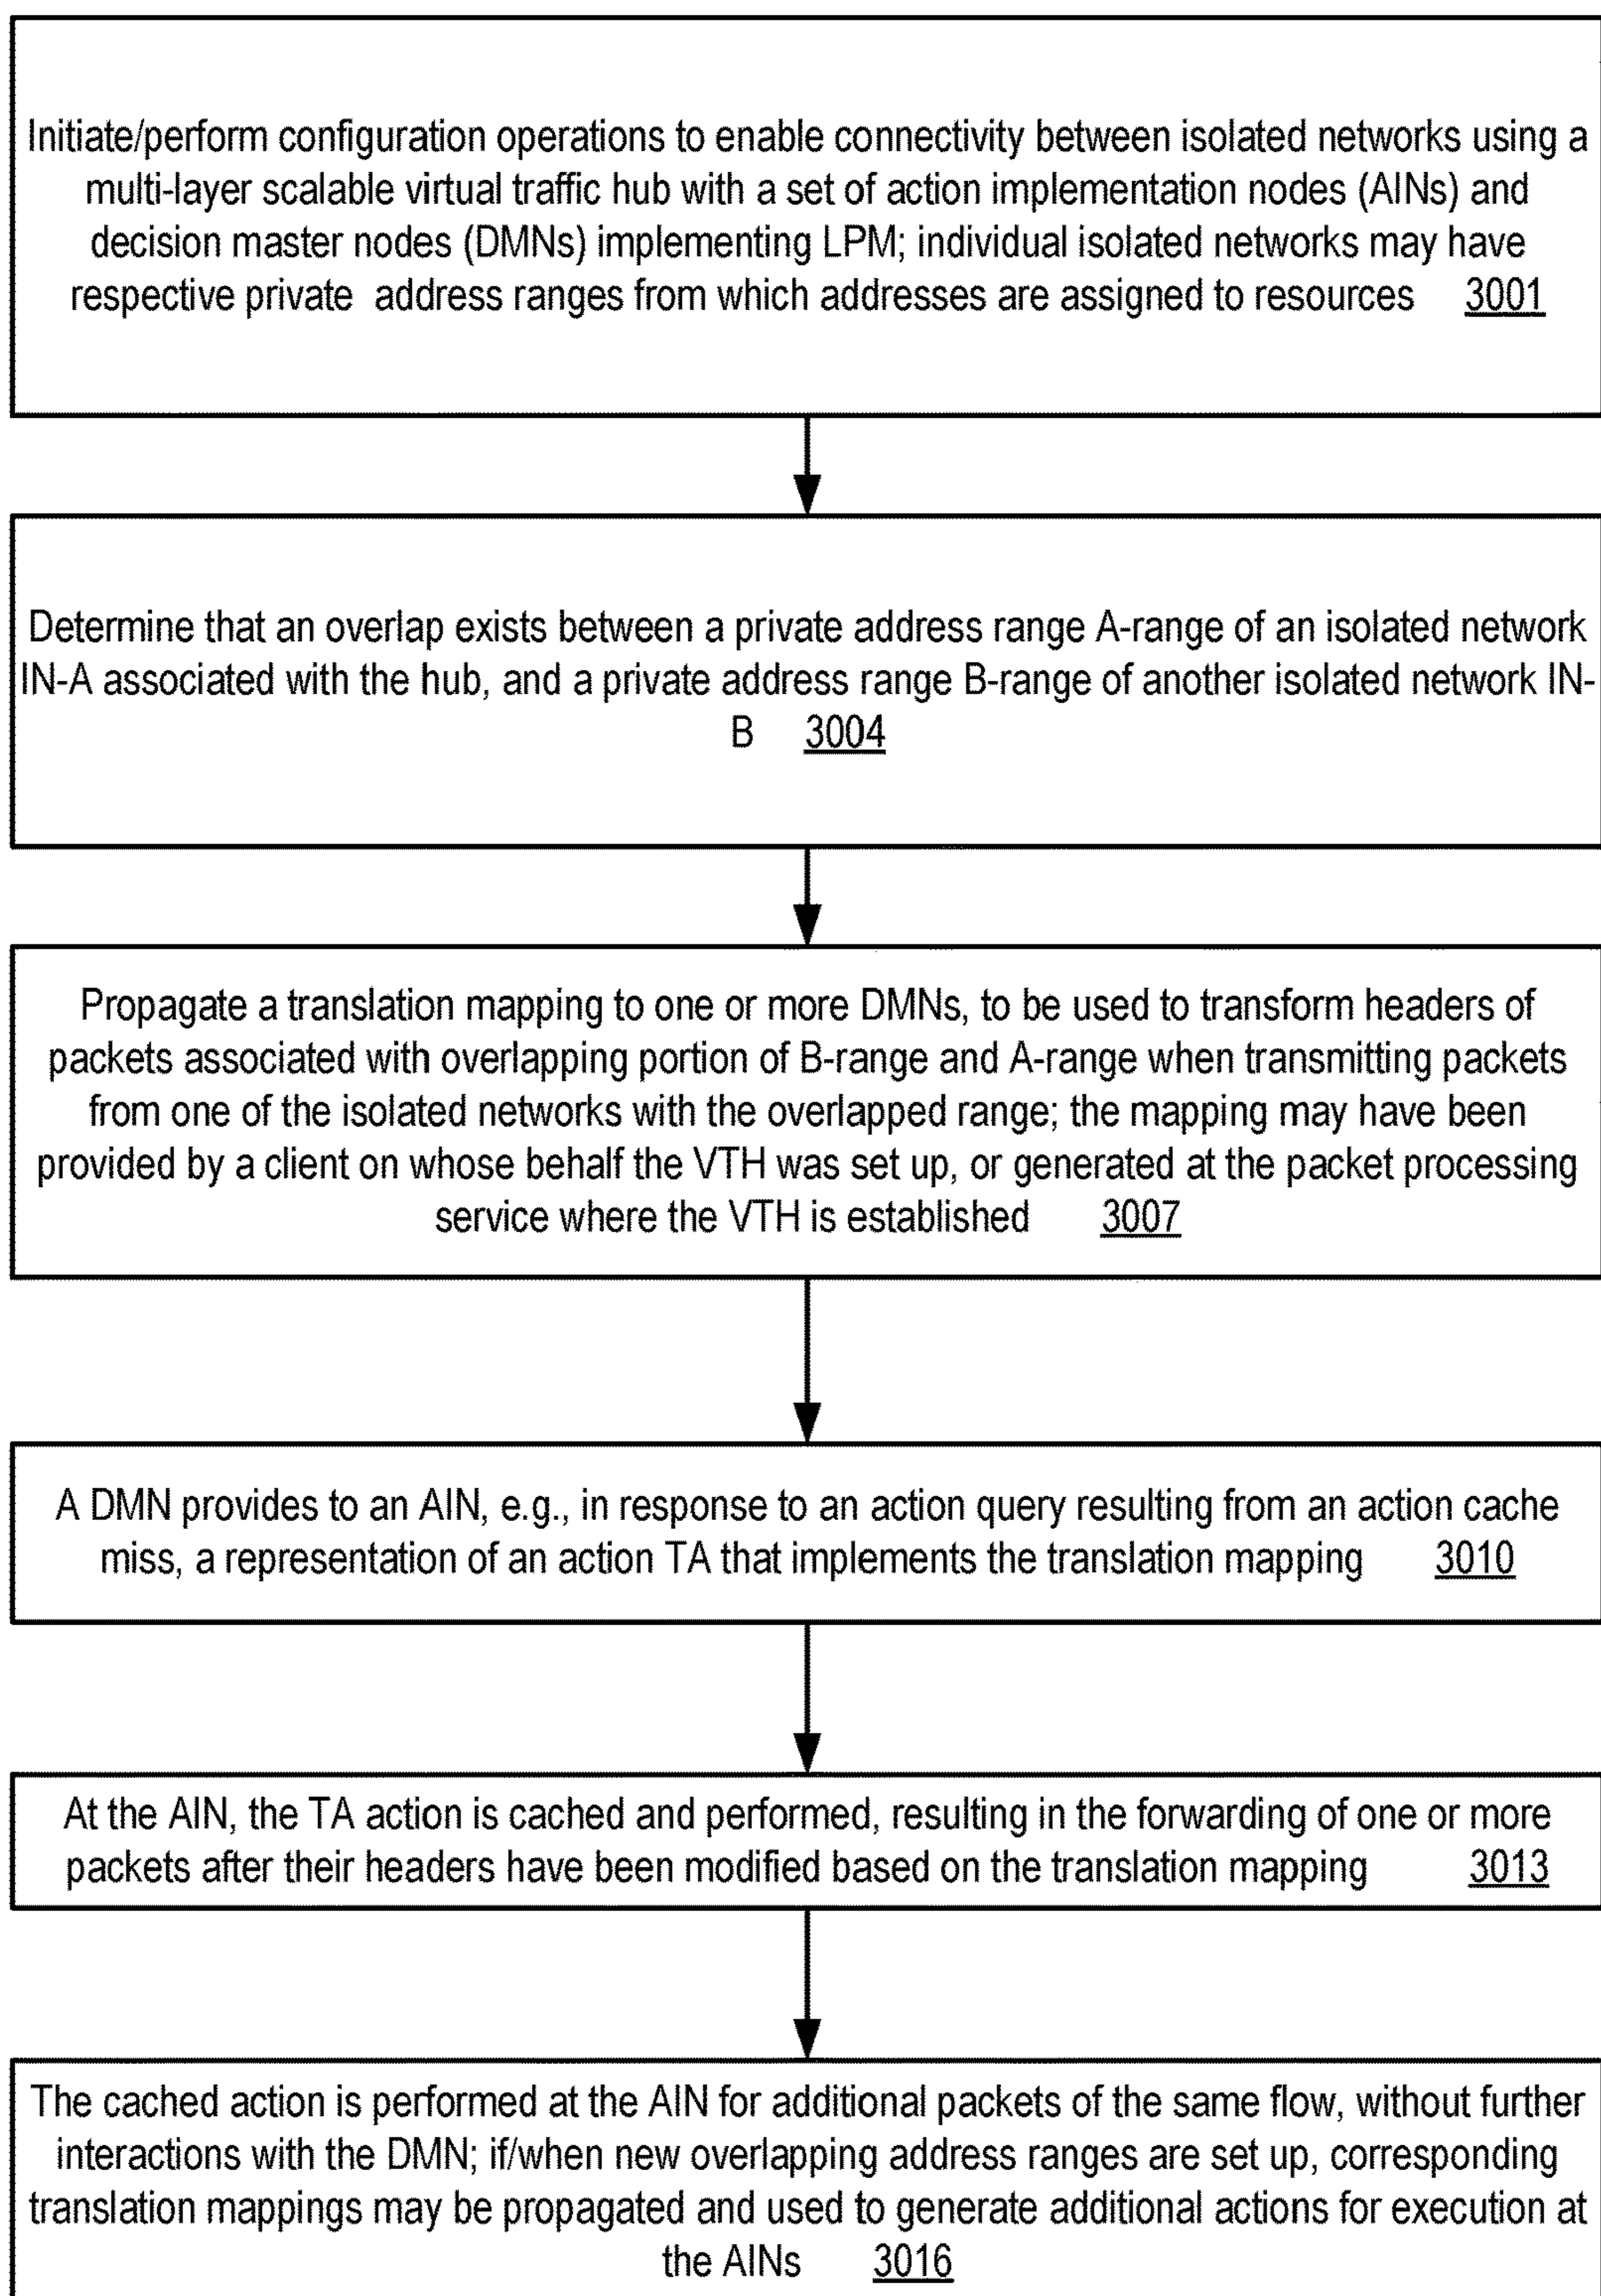 Initiate/perform configuration operations to enable connectivity between isolated networks using a
multi-layer scalable virtual traffic hub with a set of action implementation nodes (AINs) and
decision master nodes (DMNs) implementing LPM; individual isolated networks may have
respective private address ranges from which addresses are assigned to resources 3001
Determine that an overlap exists between a private address range A-range of an isolated network
IN-A associated with the hub, and a private address range B-range of another isolated network IN-
B 3004
Propagate a translation mapping to one or more DMNs, to be used to transform headers of
packets associated with overlapping portion of B-range and A-range when transmitting packets
from one of the isolated networks with the overlapped range; the mapping may have been
provided by a client on whose behalf the VTH was set up, or generated at the packet processing
service where the VTH is established 3007
A DMN provides to an AIN, e.g., in response to an action query resulting from an action cache
miss, a representation of an action TA that implements the translation mapping 3010
At the AIN, the TA action is cached and performed, resulting in the forwarding of one or more
packets after their headers have been modified based on the translation mapping 3013
The cached action is performed at the AIN for additional packets of the same flow, without further
interactions with the DMN; if/when new overlapping address ranges are set up, corresponding
translation mappings may be propagated and used to generate additional actions for execution at
the AINs 3016